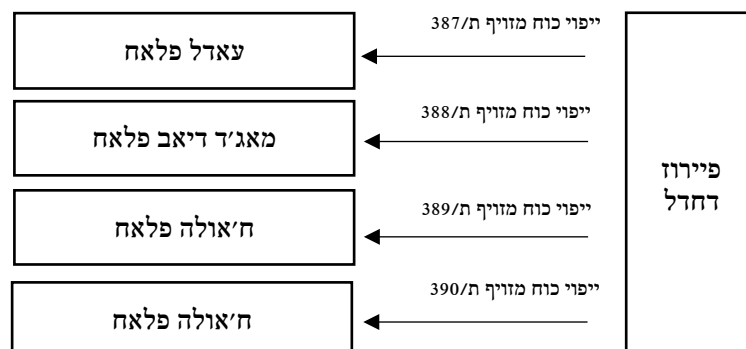 ייפוי כוח מזויף ת/387
עאדל פלאח
ייפוי כוח מזויף ת/388
מאג'ד דיאב פלאח
פיירוז
דחדל
ייפוי כוח מזויף ת/389
ח'אולה פלאח
ייפוי כוח מזויף ת/390
ח'אולה פלאח